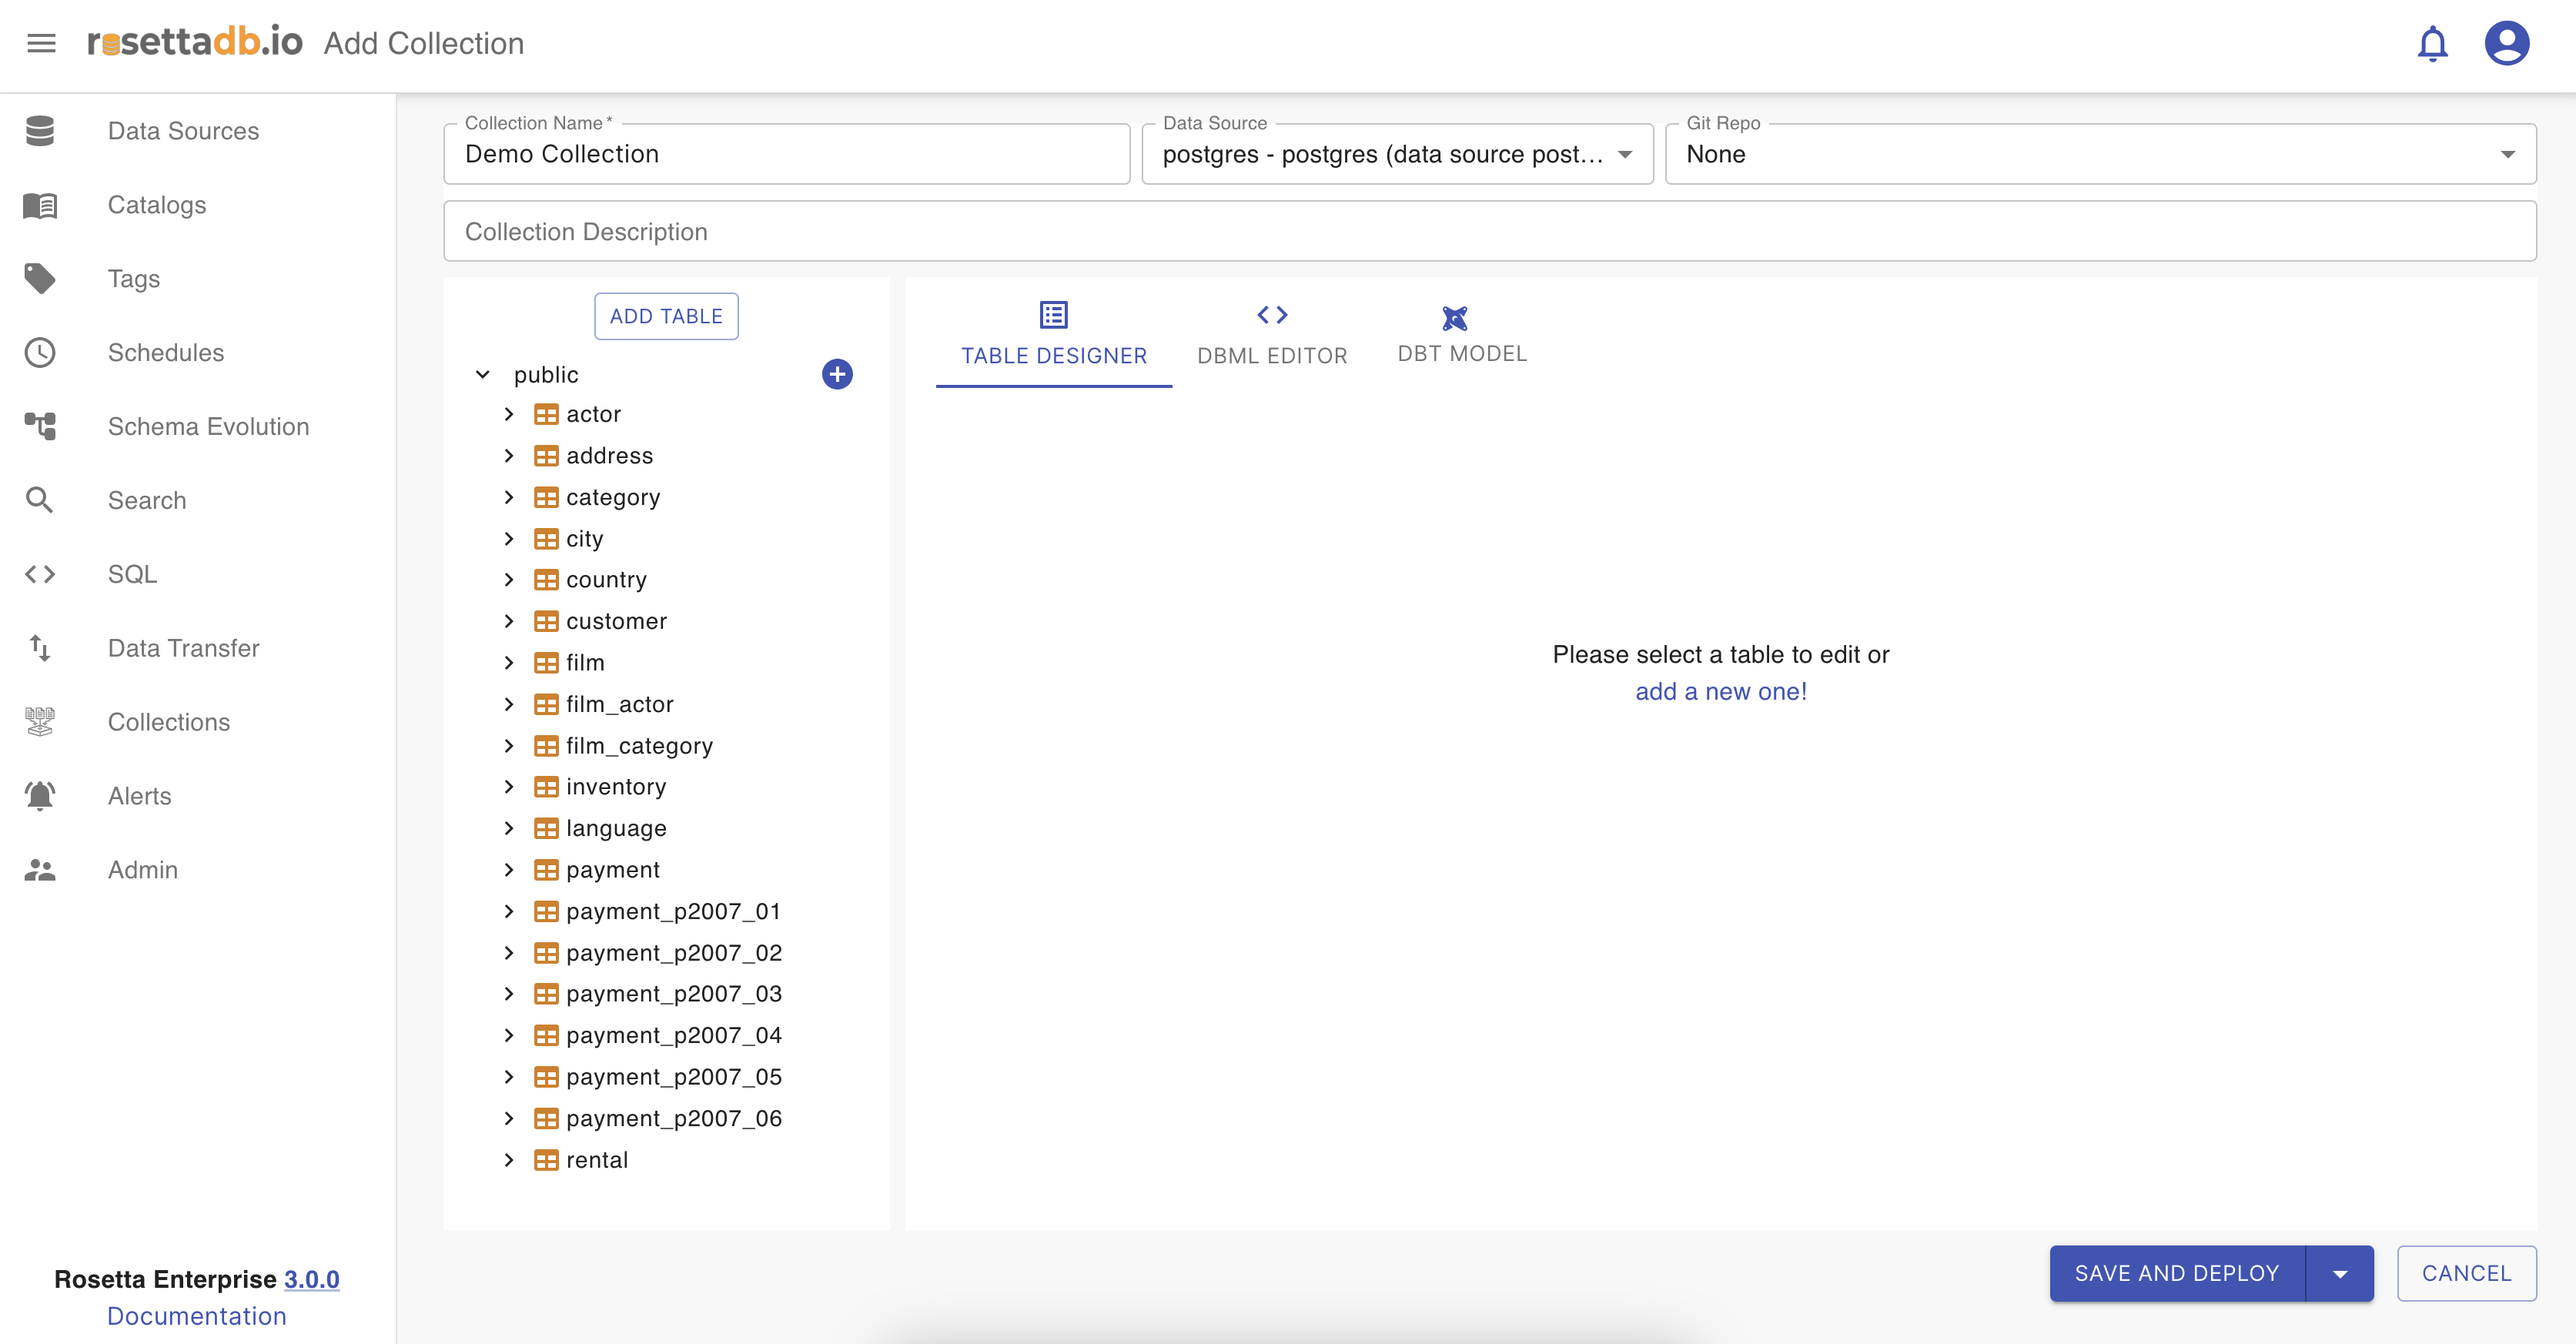 rosettadb.io Add Collection
Data Sources
Catalogs
Tags
Schedules
Schema Evolution
Search
SQL
Data Transfer
Collections
Alerts
Admin
Rosetta Enterprise 3.0.0
Documentation
Collection Name *
Demo Collection
Data Source
postgres - postgres (data source post...
Git Repo
None
Collection Description
ADD TABLE
public
actor
address
category
city
country
customer
film
film_actor
film_category
inventory
language
payment
payment_p2007_01
payment_p2007_02
payment_p2007_03
payment_p2007_04
payment_p2007_05
payment_p2007_06
rental
TABLE DESIGNER
DBML EDITOR
DBT MODEL
Please select a table to edit or
add a new one!
SAVE AND DEPLOY
CANCEL